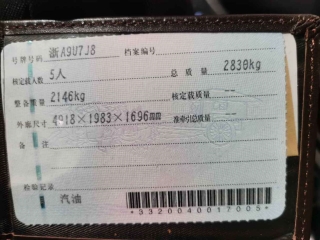 号牌号码 浙A9U7J8 档案编号
核定载人数 5人 总质量 2830kg
整备质量 2146kg 核定载质量 --
外廓尺寸 4918×1983×1696mm 准牵引总质量 --
备注
检验记录
汽油
*3320040017005*